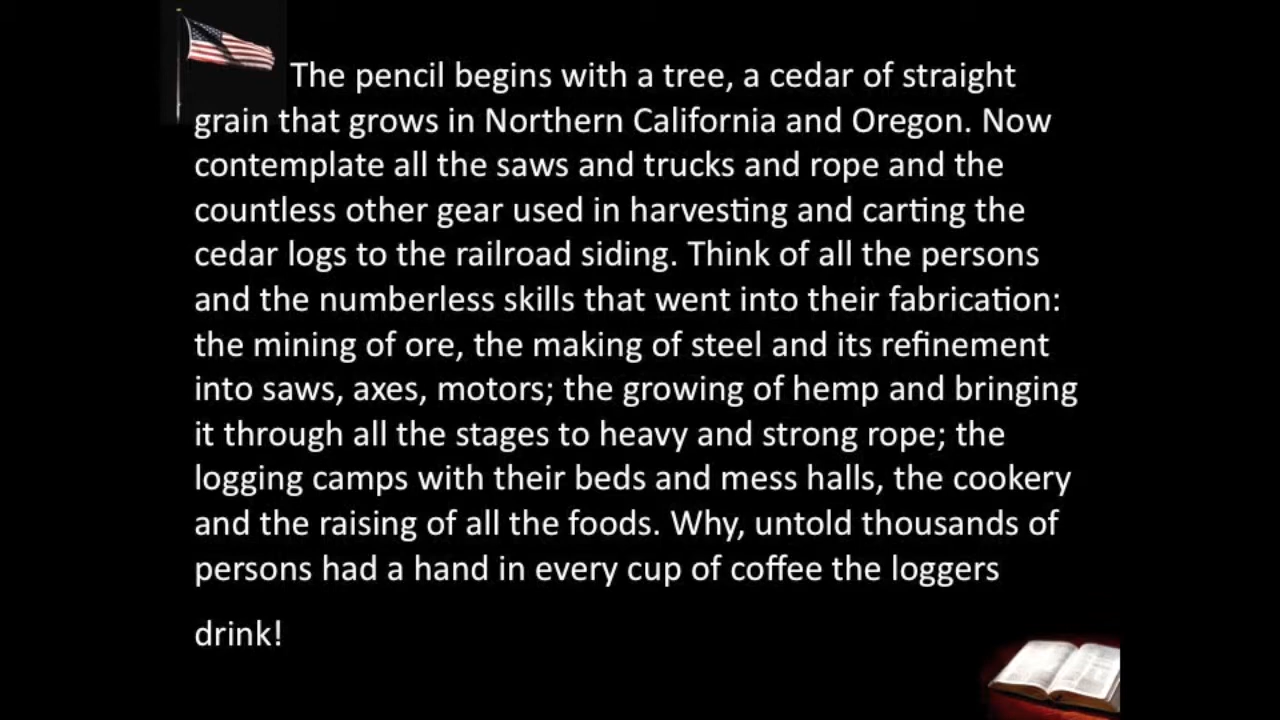 The pencil begins with a tree, a cedar of straight
grain that grows in Northern California and Oregon. Now
contemplate all the saws and trucks and rope and the
countless other gear used in harvesting and carting the
cedar logs to the railroad siding. Think of all the persons
and the numberless skills that went into their fabrication:
the mining of ore, the making of steel and its refinement
into saws, axes, motors; the growing of hemp and bringing
it through all the stages to heavy and strong rope; the
logging camps with their beds and mess halls, the cookery
and the raising of all the foods. Why, untold thousands of
persons had a hand in every cup of coffee the loggers
drink!